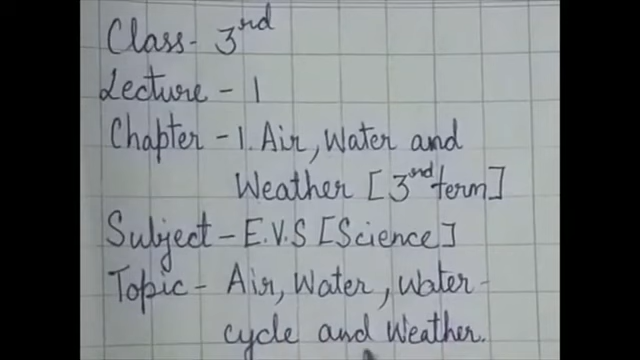 Class- 3rd
Lecture - 1
Chapter - 1. Air, Water and
Weather [3rd term]
Subject - E.V.S [Science]
Topic - Air, Water, Water-
cycle and Weather.